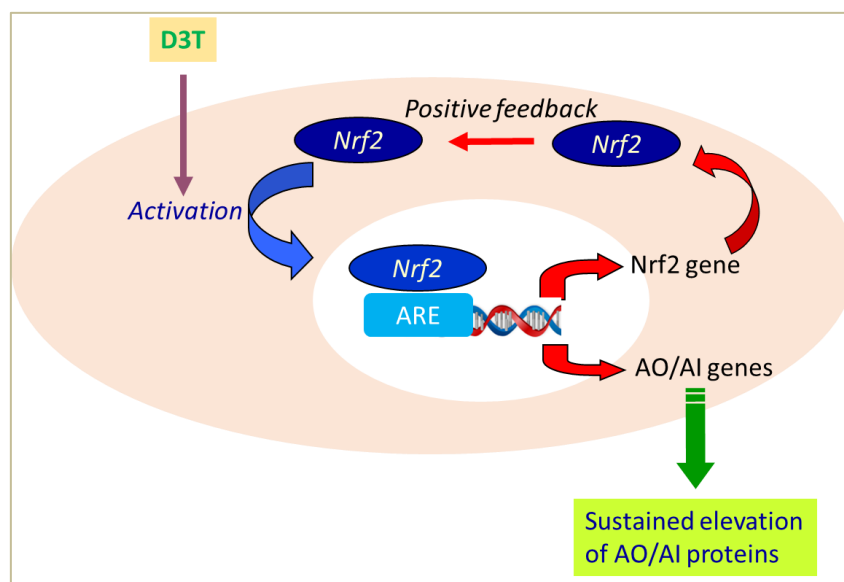 D3T
Positive feedback
Nrf2
Nrf2
Activation
Nrf2
Nrf2 gene
ARE
AO/AI genes
Sustained elevation
of AO/AI proteins